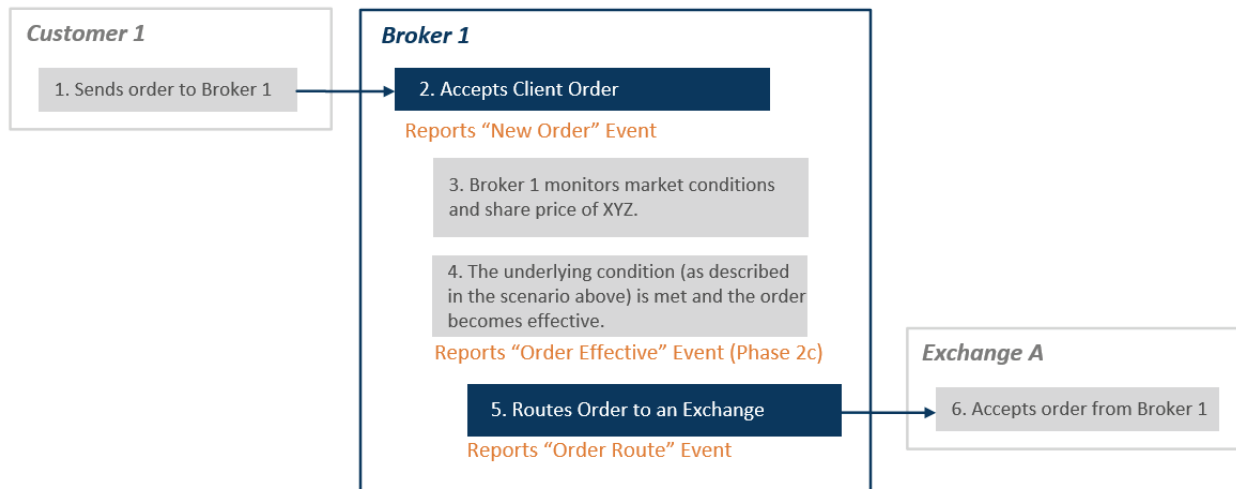 Customer 1
1. Sends order to Broker 1
Broker 1
2. Accepts Client Order
Reports “New Order” Event
3. Broker 1 monitors market conditions
and share price of XYZ.
4. The underlying condition (as described
in the scenario above) is met and the order
becomes effective.
Reports “Order Effective” Event (Phase 2c)
5. Routes Order to an Exchange
Reports “Order Route” Event
Exchange A
6. Accepts order from Broker 1